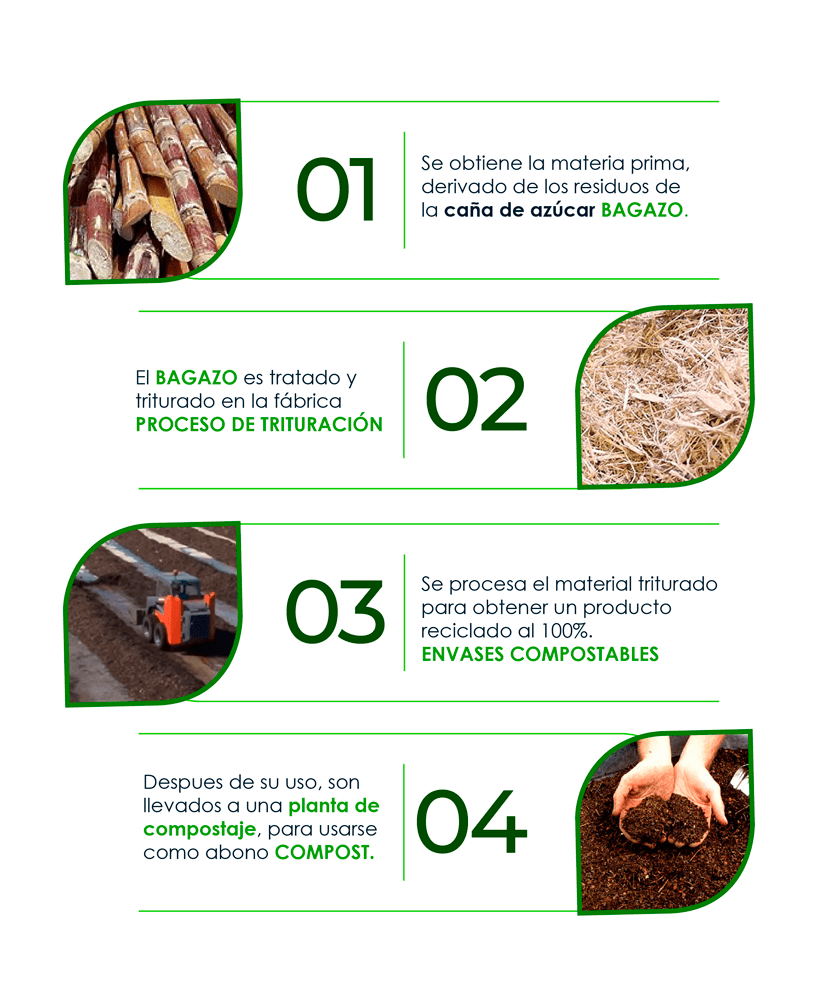 01
Se obtiene la materia prima,
derivado de los residuos de
la caña de azúcar BAGAZO.
El BAGAZO es tratado y
triturado en la fábrica
PROCESO DE TRITURACIÓN
02
03
Se procesa el material triturado
para obtener un producto
reciclado al 100%.
ENVASES COMPOSTABLES
Despues de su uso, son
llevados a una planta de
compostaje, para usarse
como abono COMPOST.
04